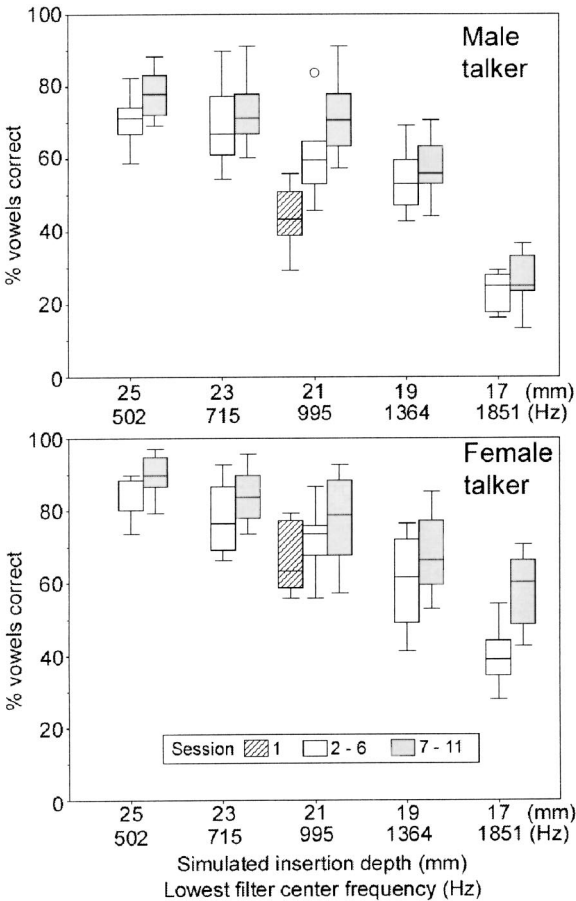 100
Male
talker
80
60
% vowels correct
40
20
0
25 23 21 19 17 (mm)
502 715 995 1364 1851 (Hz)
100
Female
talker
80
60
% vowels correct
40
20
Session 1 2 - 6 7 - 11
0
25 23 21 19 17 (mm)
502 715 995 1364 1851 (Hz)
Simulated insertion depth (mm)
Lowest filter center frequency (Hz)